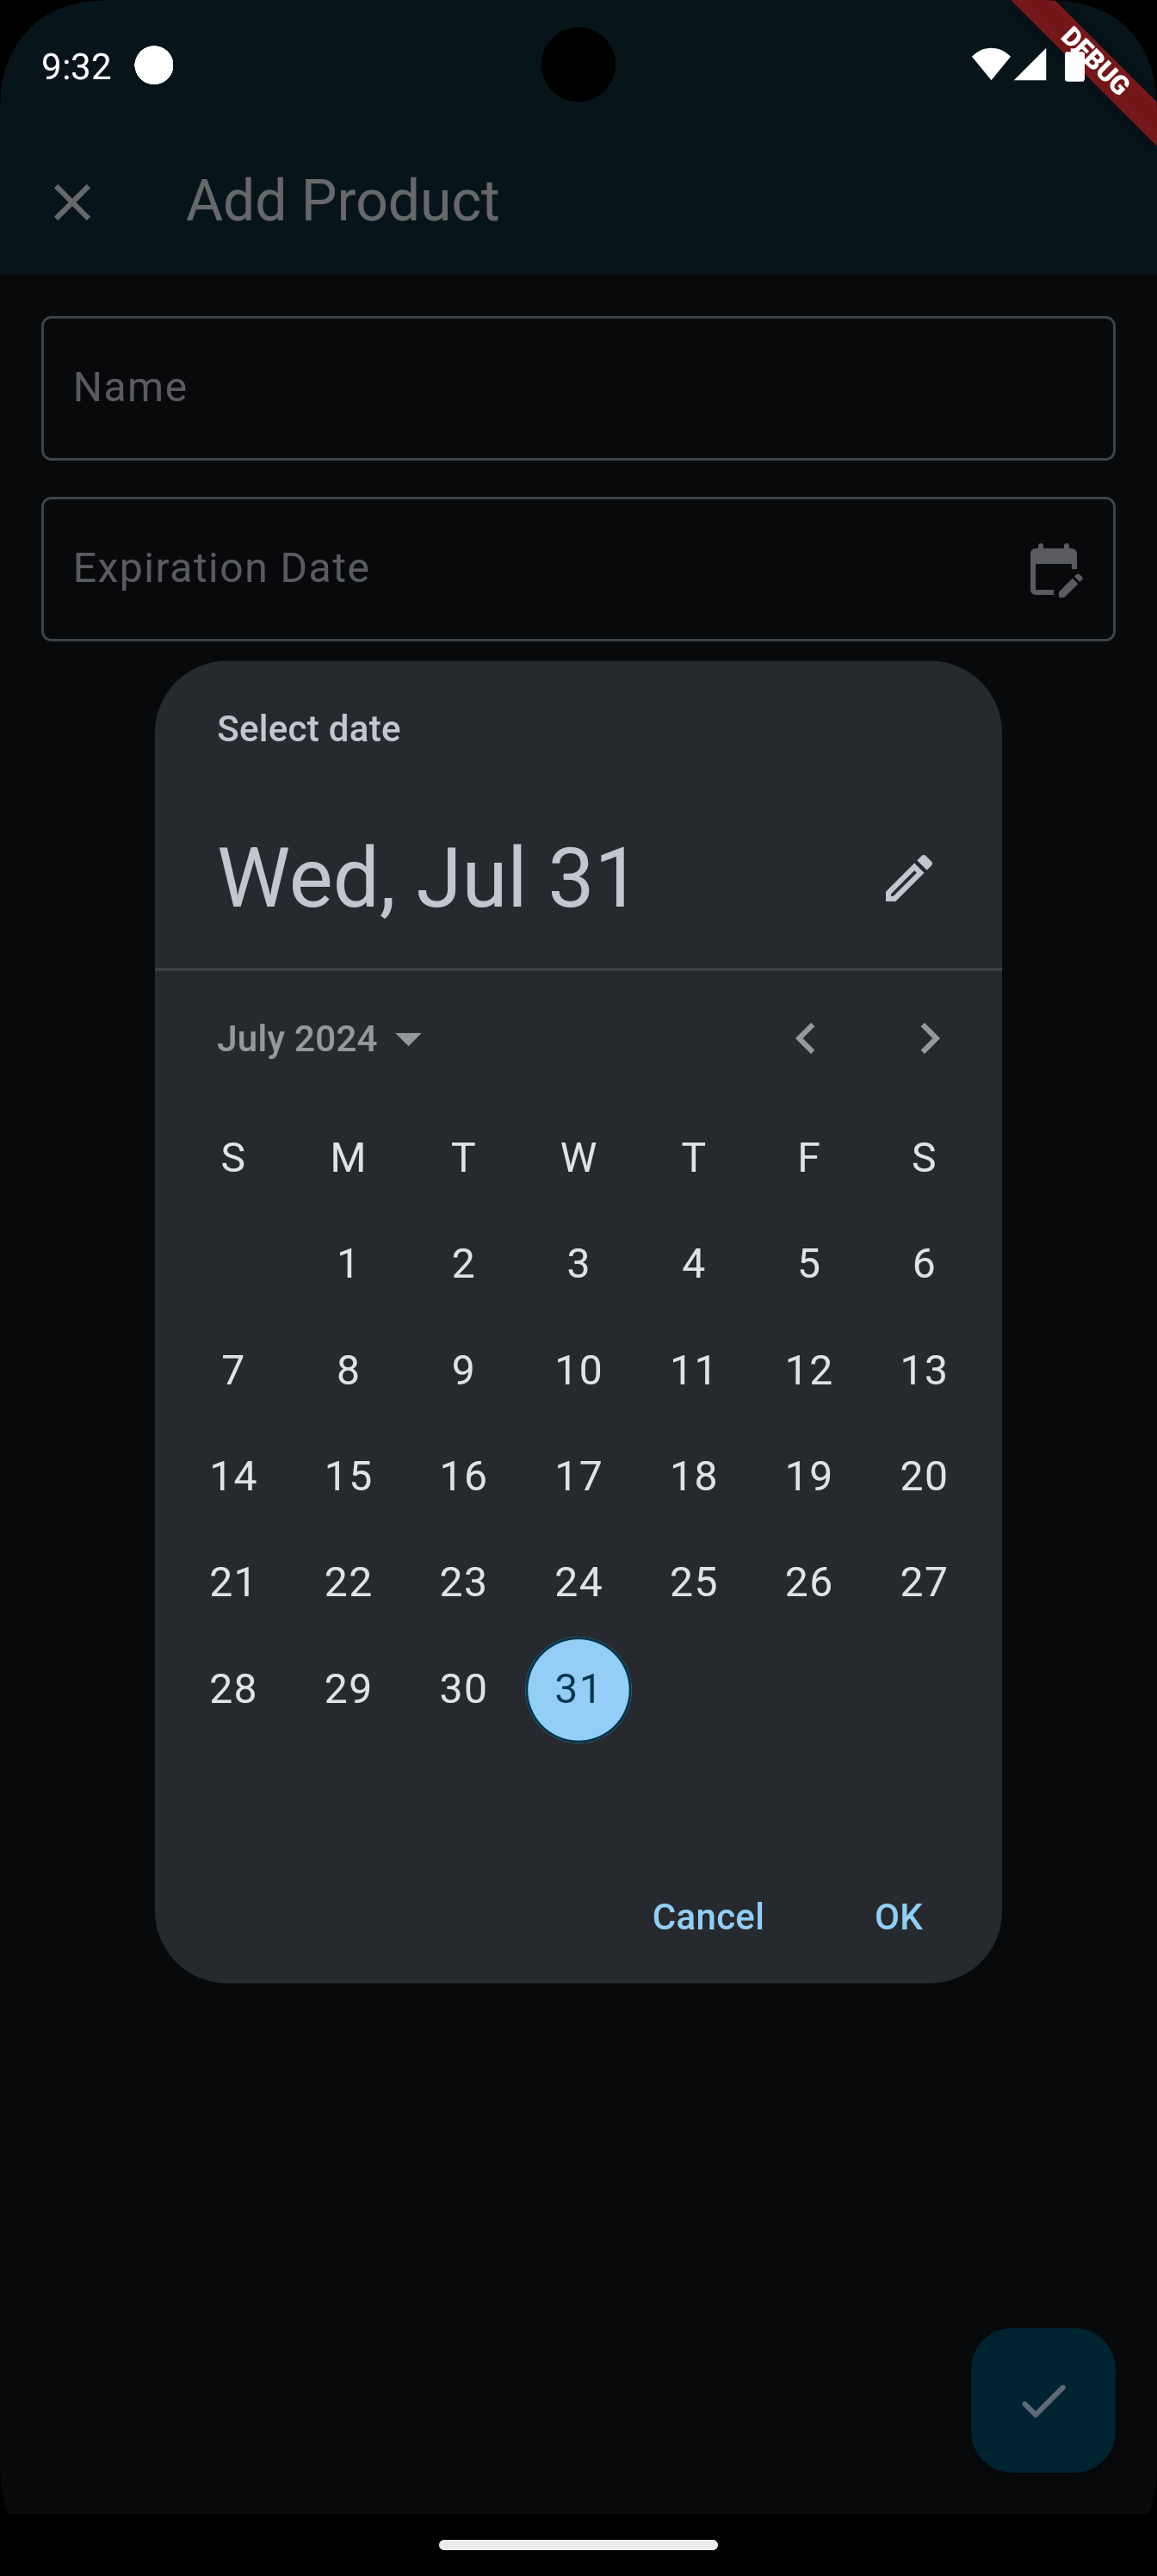 9:32
DEBUG
Add Product
Name
Expiration Date
Select date
Wed, Jul 31
July 2024
S M T W T F S
1 2 3 4 5 6
7 8 9 10 11 12 13
14 15 16 17 18 19 20
21 22 23 24 25 26 27
28 29 30 31
Cancel OK